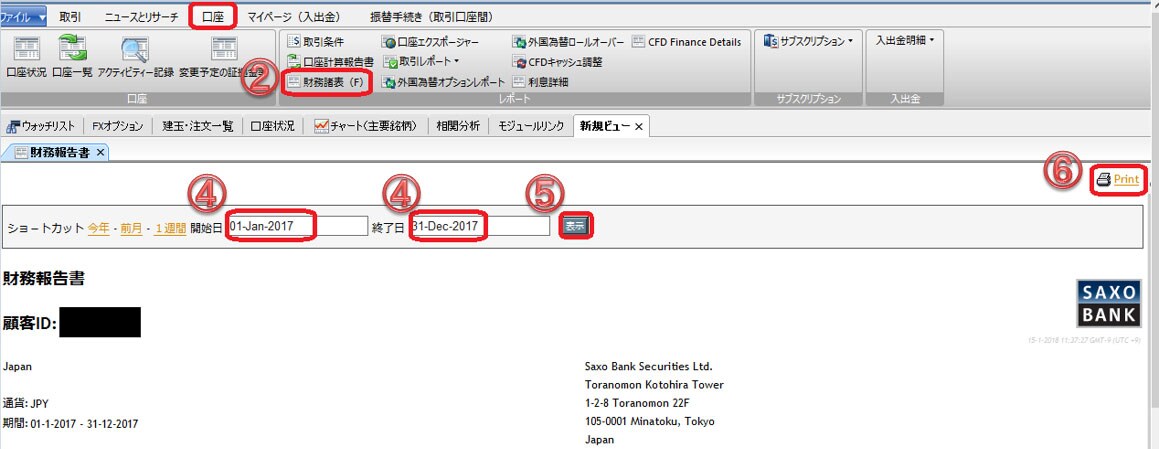 ファイル 取引 ニュースとリサーチ 口座 マイページ（入出金） 振替手続き（取引口座間）
取引条件 口座エクスポージャー 外国為替ロールオーバー CFD Finance Details サブスクリプション 入出金明細
口座状況 口座一覧 アクティビティー記録 変更予定の証拠金率 口座計算報告書 取引レポート CFDキャッシュ調整
② 財務諸表（F） 外国為替オプションレポート 利息詳細
口座 レポート サブスクリプション 入出金
ウォッチリスト FXオプション 建玉・注文一覧 口座状況 チャート（主要銘柄） 相関分析 モジュールリンク 新規ビュー ×
財務報告書 ×
⑥ Print
④ ④ ⑤
ショートカット 今年 - 前月 - 1週間 開始日 01-Jan-2017 終了日 31-Dec-2017 表示
財務報告書
SAXO
BANK
顧客ID:
15-1-2018 11:37:27 GMT-9 (UTC +9)
Japan
通貨: JPY
期間: 01-1-2017 - 31-12-2017
Saxo Bank Securities Ltd.
Toranomon Kotohira Tower
1-2-8 Toranomon 22F
105-0001 Minatoku, Tokyo
Japan